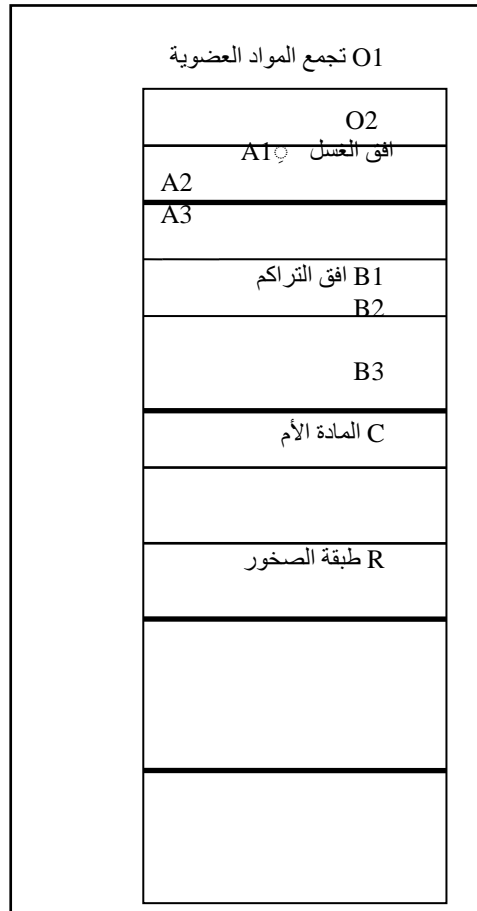 O1 تجمع المواد العضوية
O2
افق الغسل A1
A2
A3
B1 افق التراكم
B2
B3
C المادة الأم
R طبقة الصخور